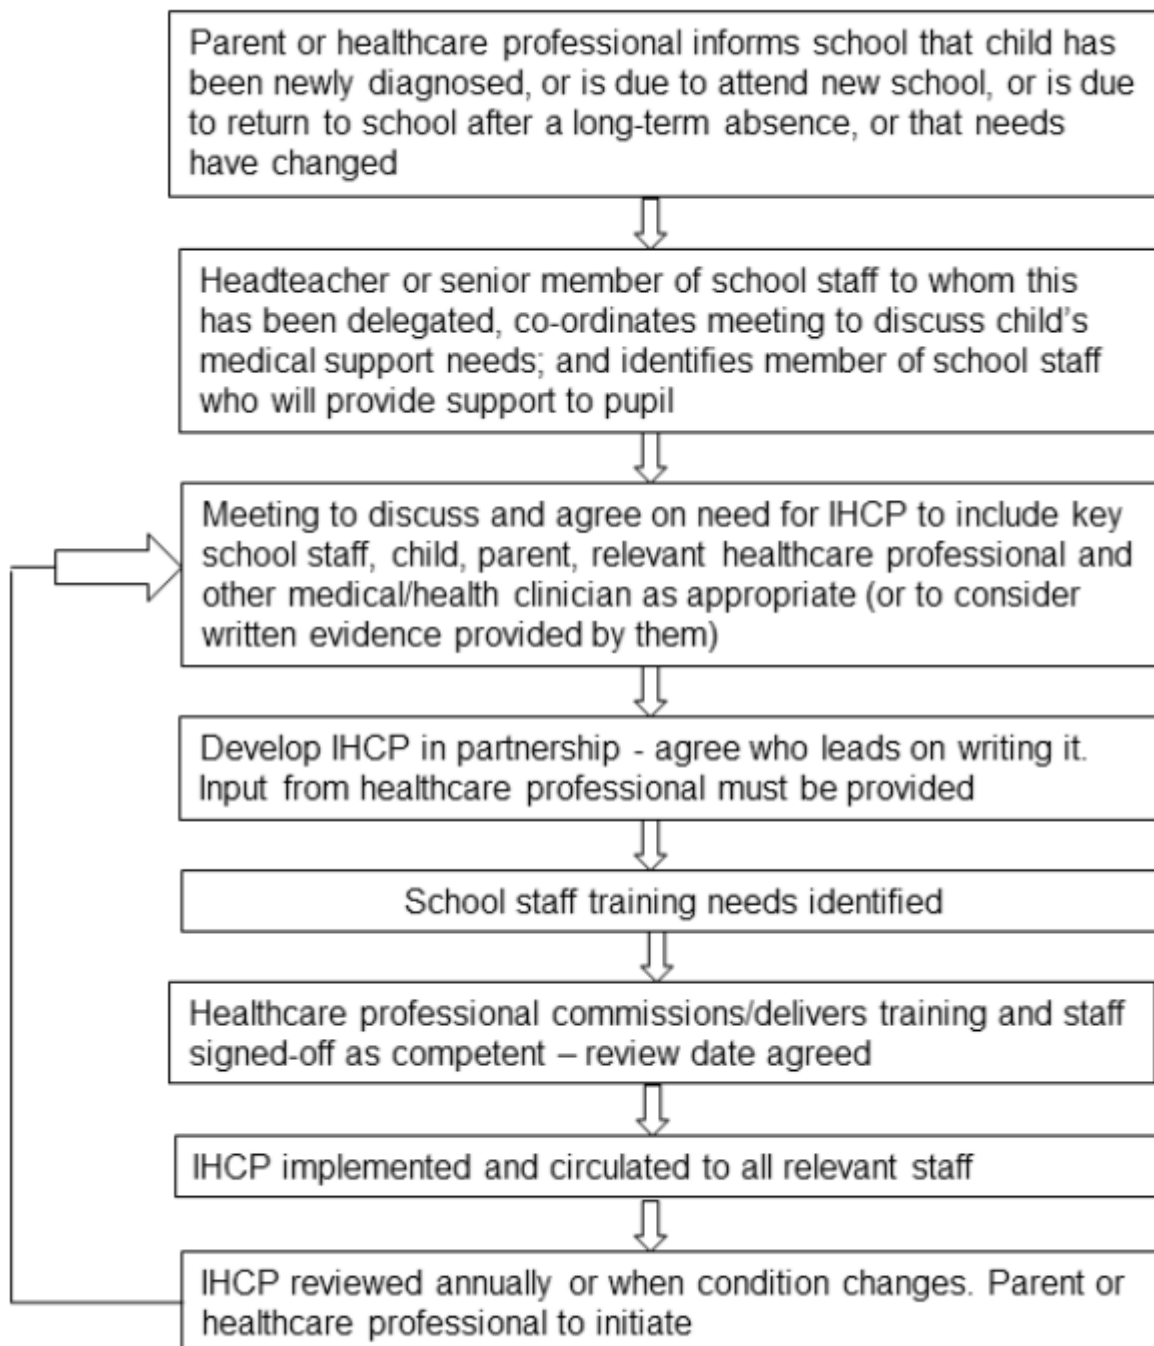 Parent or healthcare professional informs school that child has
been newly diagnosed, or is due to attend new school, or is due
to return to school after a long-term absence, or that needs
have changed
Headteacher or senior member of school staff to whom this
has been delegated, co-ordinates meeting to discuss child's
medical support needs; and identifies member of school staff
who will provide support to pupil
Meeting to discuss and agree on need for IHCP to include key
school staff, child, parent, relevant healthcare professional and
other medical/health clinician as appropriate (or to consider
written evidence provided by them)
Develop IHCP in partnership - agree who leads on writing it.
Input from healthcare professional must be provided
School staff training needs identified
Healthcare professional commissions/delivers training and staff
signed-off as competent – review date agreed
IHCP implemented and circulated to all relevant staff
IHCP reviewed annually or when condition changes. Parent or
healthcare professional to initiate